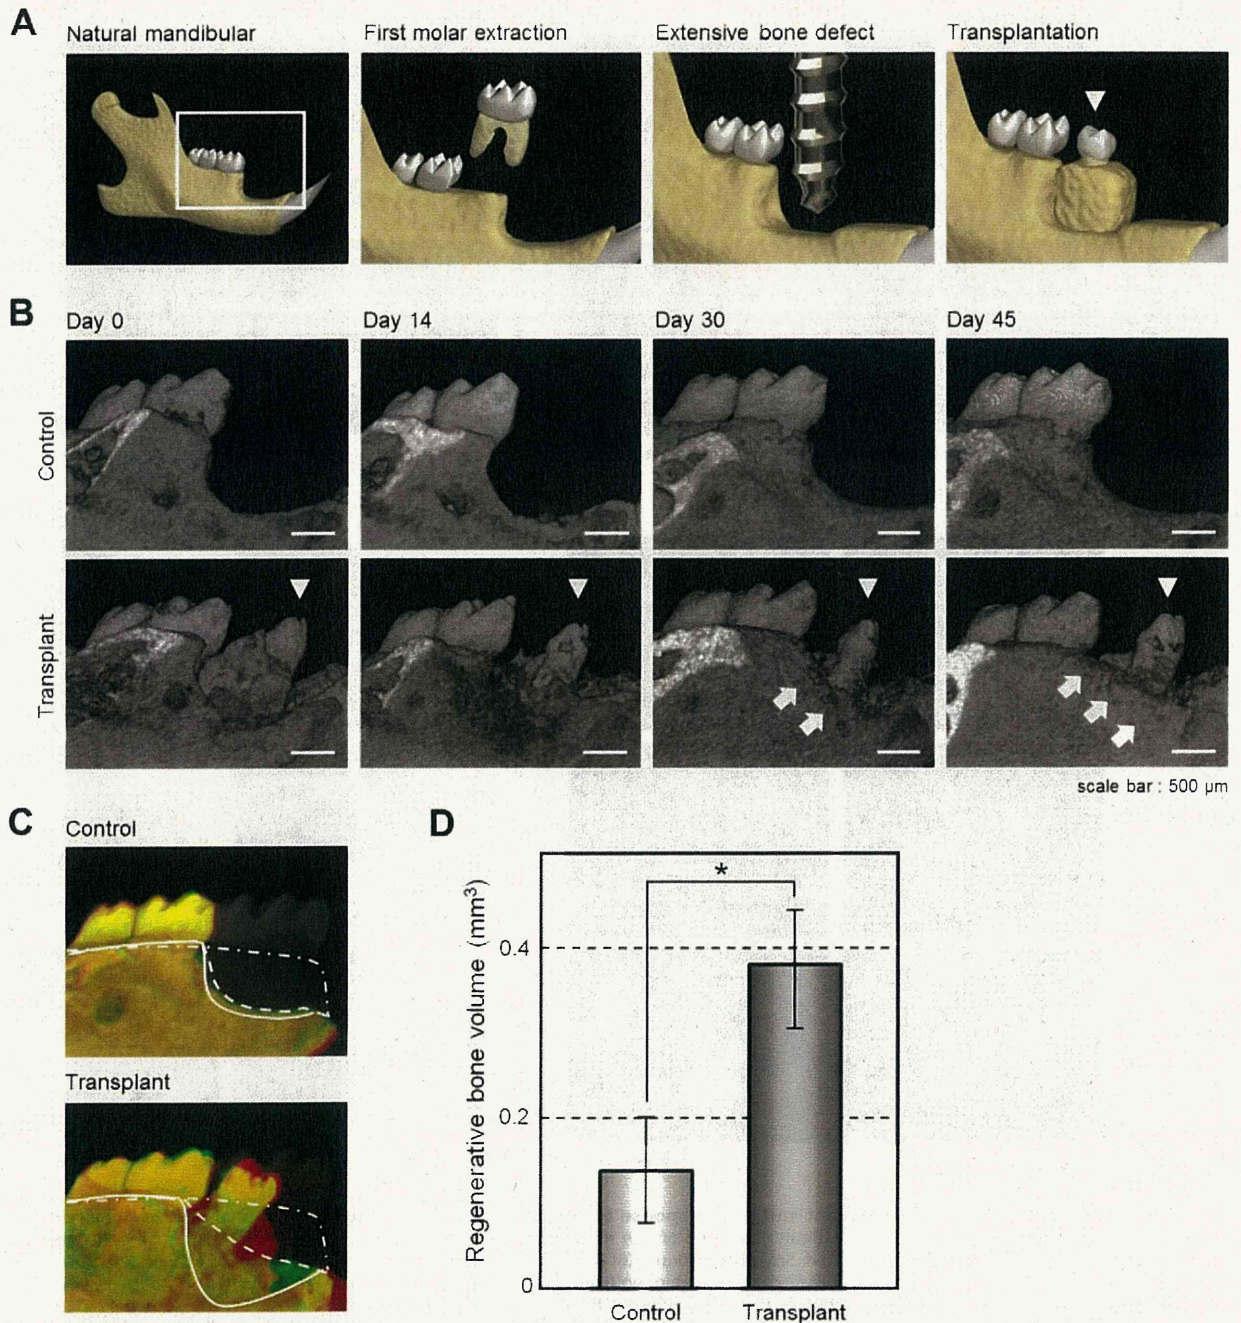 A
Natural mandibular
First molar extraction
Extensive bone defect
Transplantation
B
Day 0
Day 14
Day 30
Day 45
Control
Transplant
scale bar : 500 µm
C
Control
Transplant
D
Regenerative bone volume (mm³)
*
0.4
0.2
0
Control
Transplant